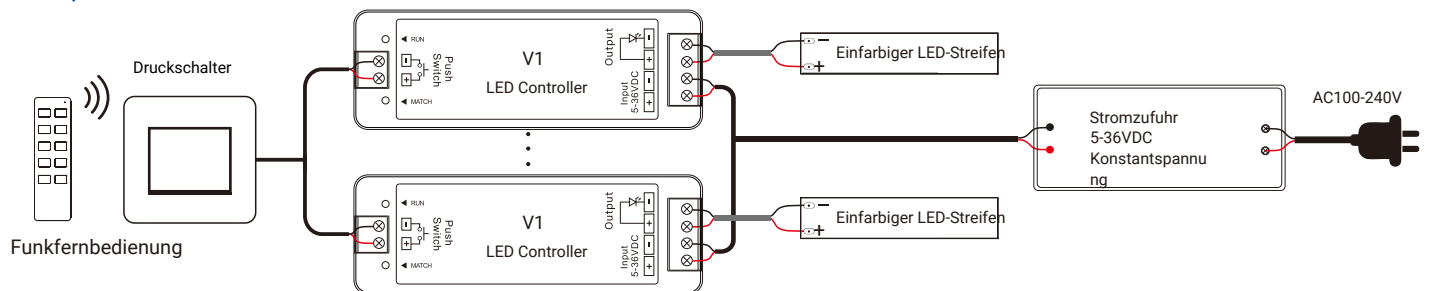 Funkfernbedienung
Druckschalter
RUN
Push
Switch
MATCH
V1
LED Controller
Output
Input
5-36VDC
- + - +
Einfarbiger LED-Streifen
RUN
Push
Switch
MATCH
V1
LED Controller
Output
Input
5-36VDC
- + - +
Einfarbiger LED-Streifen
Stromzufuhr
5-36VDC
Konstantspannu
ng
AC100-240V